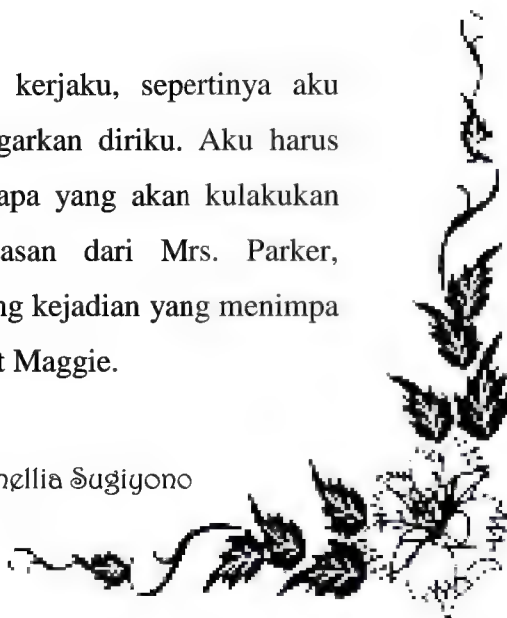 kerjaku, sepertinya aku
garkan diriku. Aku harus
apa yang akan kulakukan
asan dari Mrs. Parker,
ng kejadian yang menimpa
t Maggie.
nellia Sugiyono